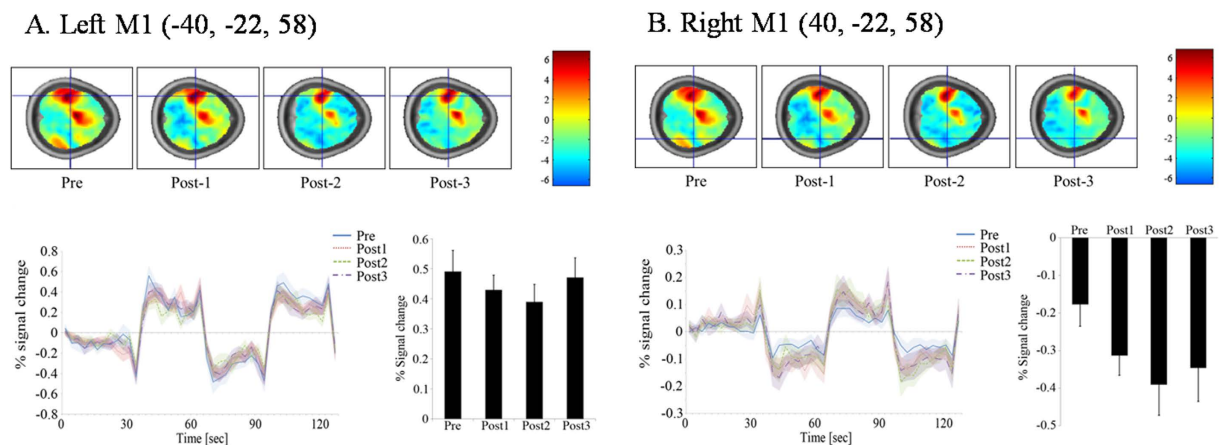 A. Left M1 (-40, -22, 58)
6
4
2
0
-2
-4
-6
Pre Post-1 Post-2 Post-3
Pre
Post1
Post2
Post3
% signal change
0.8
0.6
0.4
0.2
0
-0.2
-0.4
-0.6
-0.8
0 30 60 90 120
Time [sec]
% Signal change
0.6
0.5
0.4
0.3
0.2
0.1
0
Pre Post1 Post2 Post3
B. Right M1 (40, -22, 58)
6
4
2
0
-2
-4
-6
Pre Post-1 Post-2 Post-3
Pre
Post1
Post2
Post3
% signal change
0.3
0.2
0.1
0
-0.1
-0.2
-0.3
0 30 60 90 120
Time [sec]
Pre Post1 Post2 Post3
% Signal change
0
-0.1
-0.2
-0.3
-0.4
-0.5